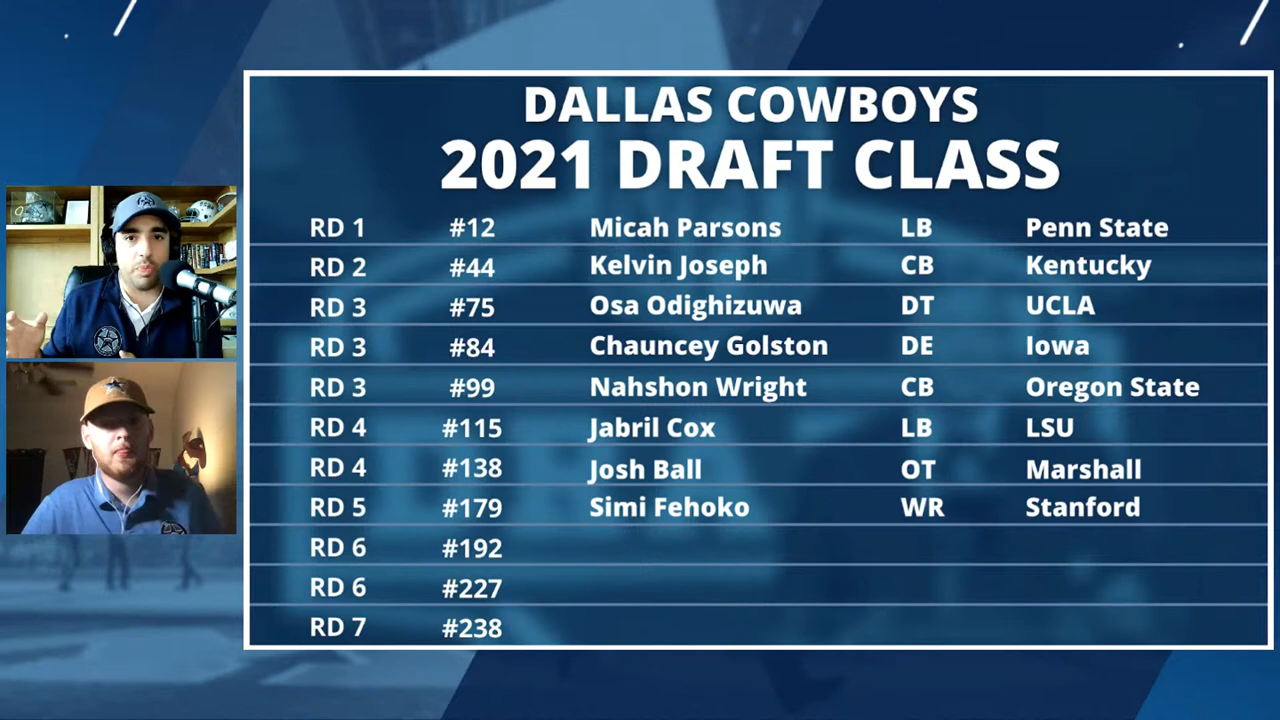 DALLAS COWBOYS
2021 DRAFT CLASS
RD 1 #12 Micah Parsons LB Penn State
RD 2 #44 Kelvin Joseph CB Kentucky
RD 3 #75 Osa Odighizuwa DT UCLA
RD 3 #84 Chauncey Golston DE Iowa
RD 3 #99 Nahshon Wright CB Oregon State
RD 4 #115 Jabril Cox LB LSU
RD 4 #138 Josh Ball OT Marshall
RD 5 #179 Simi Fehoko WR Stanford
RD 6 #192
RD 6 #227
RD 7 #238